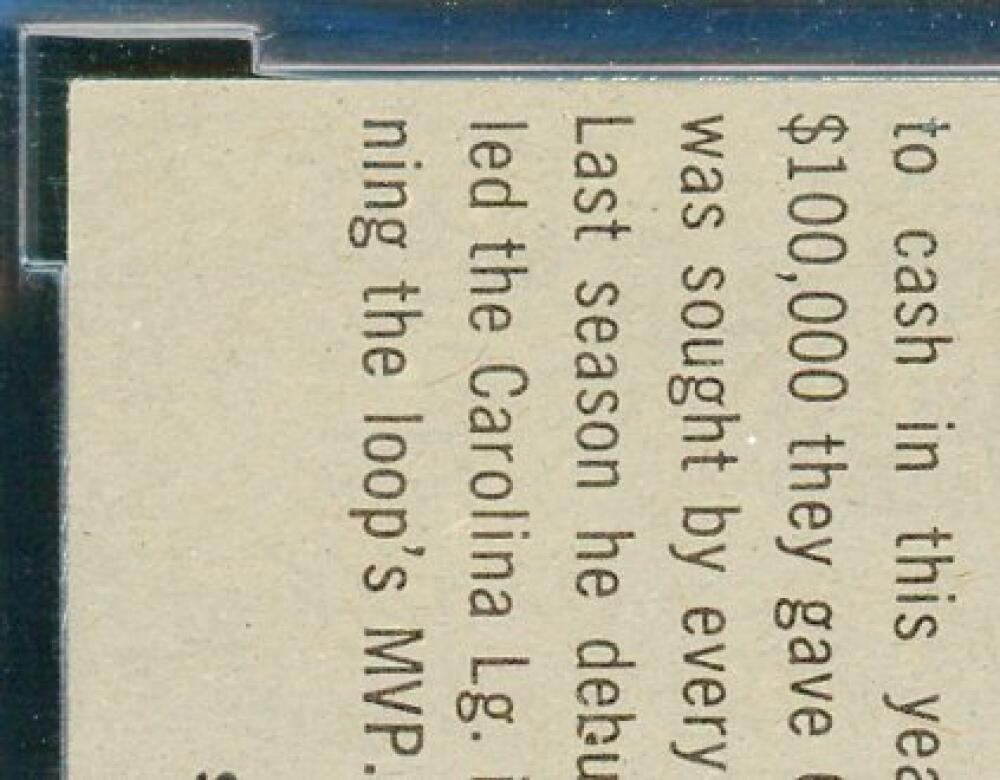 to cash in this yea
$100,000 they gave
was sought by every
Last season he debu
led the Carolina Lg.
ning the loop's MVP.